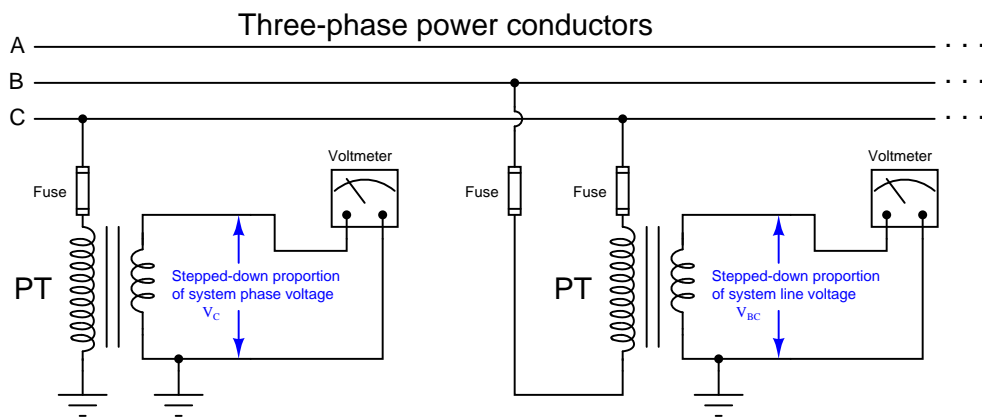 Three-phase power conductors
A
B
C
. . .
. . .
. . .
Voltmeter
Voltmeter
Fuse
Fuse
Fuse
PT
Stepped-down proportion
of system phase voltage
VC
PT
Stepped-down proportion
of system line voltage
VBC